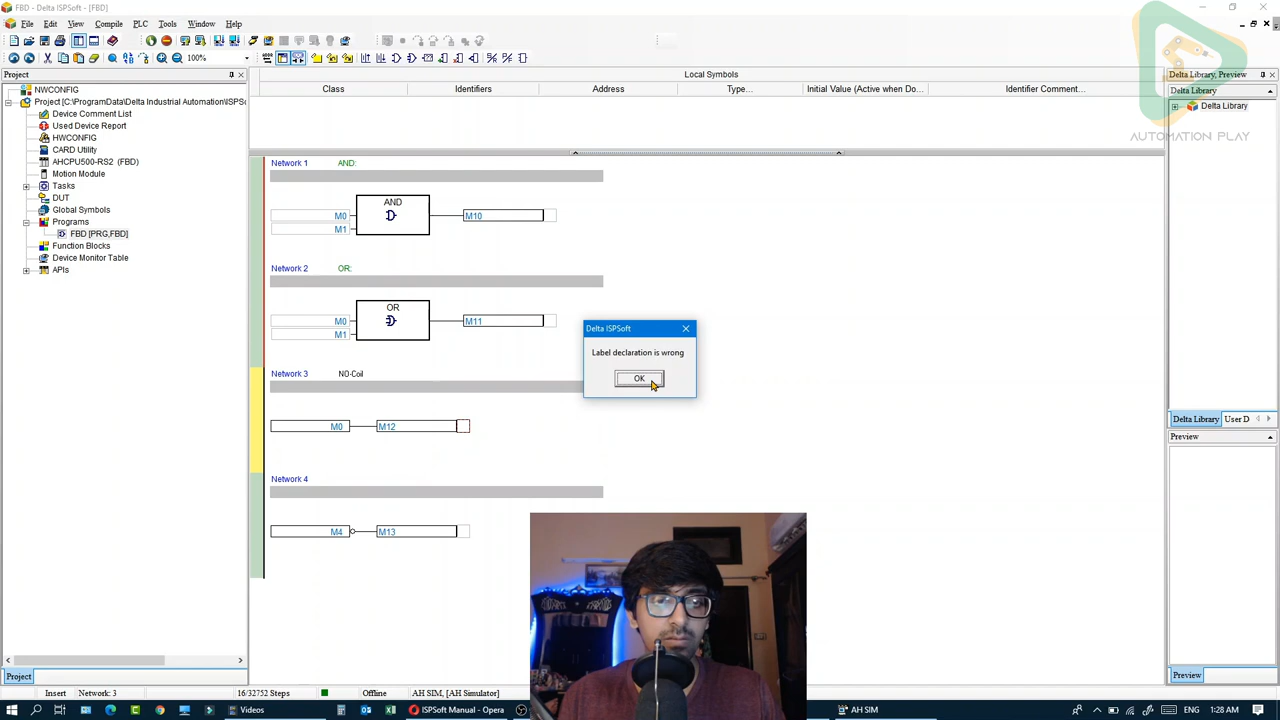 FBD - Delta ISPSoft - [FBD]
File Edit View Compile PLC Tools Window Help
100%
Project
NWCONFIG
Project [C:\ProgramData\Delta Industrial Automation\ISPSo
Device Comment List
Used Device Report
HWCONFIG
CARD Utility
AHCPU500-RS2 (FBD)
Motion Module
Tasks
DUT
Global Symbols
Programs
FBD [PRG,FBD]
Function Blocks
Device Monitor Table
APIs
Project
Local Symbols
Class Identifiers Address Type... Initial Value (Active when Do... Identifier Comment...
Network 1 AND:
AND
M0
M1
M10
Network 2 OR:
OR
M0
M1
M11
Network 3 NO-Coil
M0 M12
Network 4
M4 M13
Delta ISPSoft
Label declaration is wrong
OK
Delta Library, Preview
Delta Library
Delta Library
AUTOMATION PLAY
Delta Library User D
Preview
Preview
Insert Network: 3 16/32752 Steps Offline AH SIM, [AH Simulator]
Videos ISPSoft Manual - Opera AH SIM ENG 1:28 AM